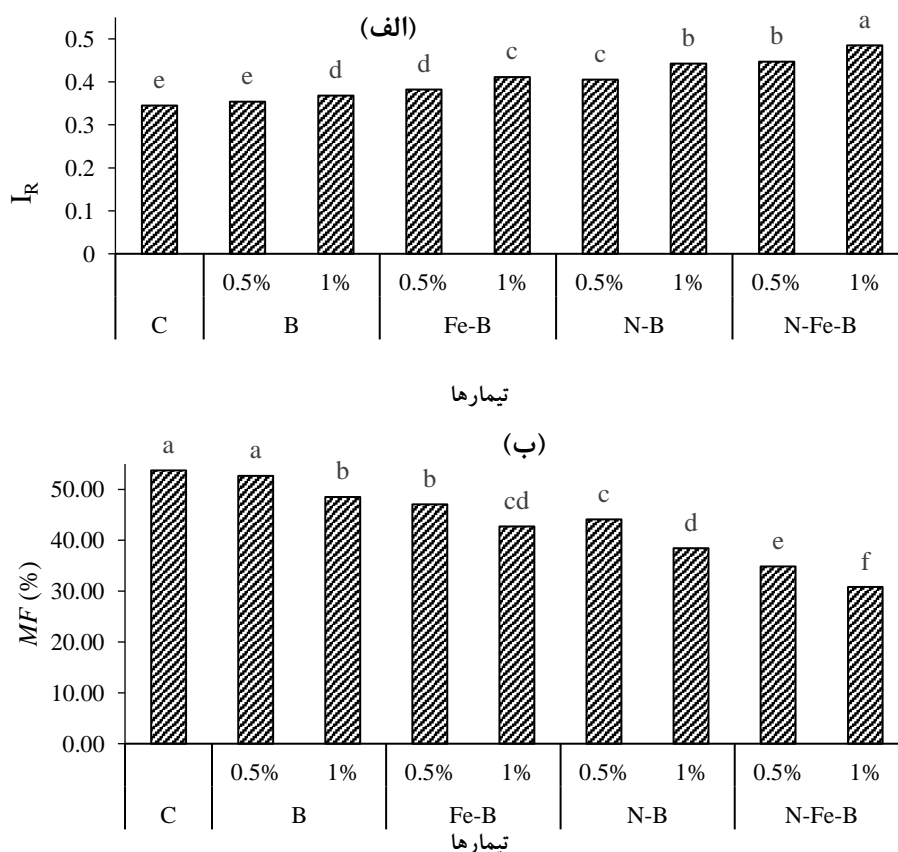 (الف)
a
b b
c c
d d
e e
0.5
0.4
0.3
0.2
0.1
0
I_R
0.5% 1% 0.5% 1% 0.5% 1% 0.5% 1%
C B Fe-B N-B N-Fe-B
تیمارها
(ب)
a a
b b
cd c
d
e
f
50.00
40.00
30.00
20.00
10.00
0.00
MF (%)
0.5% 1% 0.5% 1% 0.5% 1% 0.5% 1%
C B Fe-B N-B N-Fe-B
تیمارها